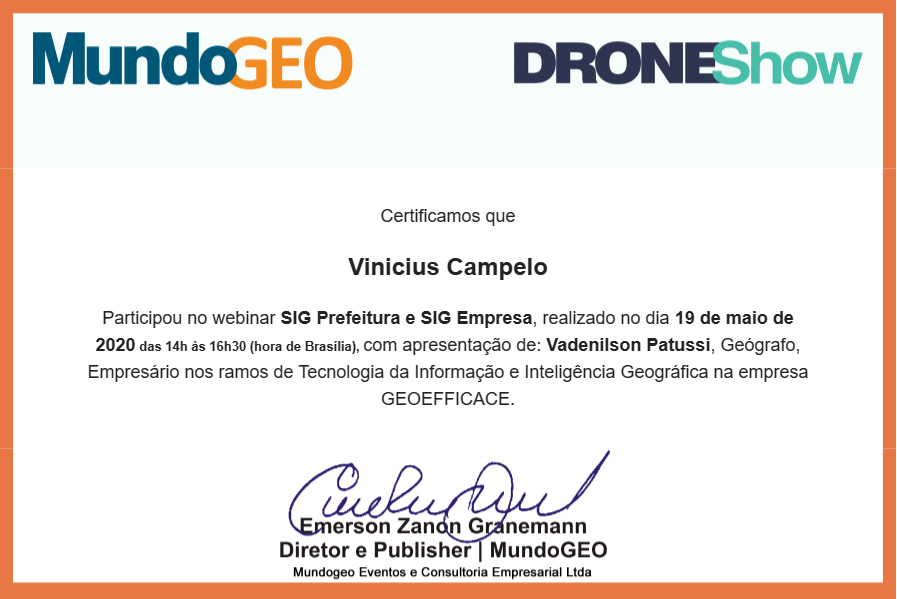 MundoGEO
DRONEShow
Certificamos que
Vinicius Campelo
Participou no webinar SIG Prefeitura e SIG Empresa, realizado no dia 19 de maio de
2020 das 14h às 16h30 (hora de Brasília), com apresentação de: Vadenilson Patussi, Geógrafo,
Empresário nos ramos de Tecnologia da Informação e Inteligência Geográfica na empresa
GEOEFFICACE.
Emerson Zanon Granemann
Diretor e Publisher | MundoGEO
Mundogeo Eventos e Consultoria Empresarial Ltda